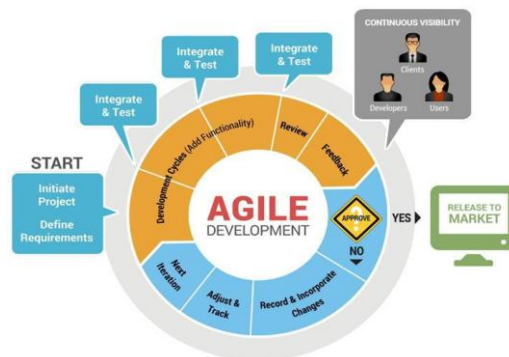 CONTINUOUS VISIBILITY
Clients
Developers
Users
Integrate
& Test
Integrate
& Test
Integrate
& Test
START
Initiate
Project
Define
Requirements
Development Cycles (Add Functionality)
Review
Feedback
AGILE
DEVELOPMENT
?
APPROVE
YES
NO
RELEASE TO
MARKET
Record & Incorporate
Changes
Adjust &
Track
Next
Iteration